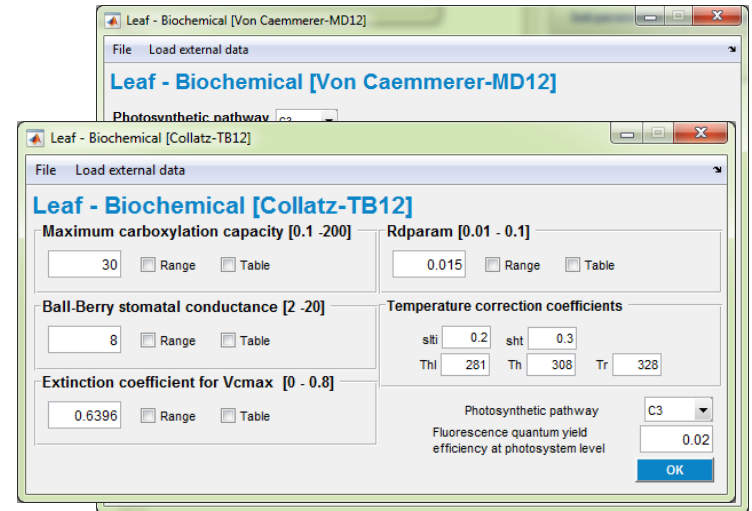 Leaf - Biochemical [Von Caemmerer-MD12]
File Load external data
Leaf - Biochemical [Von Caemmerer-MD12]
Photosynthetic pathway C3
Leaf - Biochemical [Collatz-TB12]
File Load external data
Leaf - Biochemical [Collatz-TB12]
Maximum carboxylation capacity [0.1 -200]
30 Range Table
Ball-Berry stomatal conductance [2 -20]
8 Range Table
Extinction coefficient for Vcmax [0 - 0.8]
0.6396 Range Table
Rdparam [0.01 - 0.1]
0.015 Range Table
Temperature correction coefficients
slti 0.2 sht 0.3
Thl 281 Th 308 Tr 328
Photosynthetic pathway C3
Fluorescence quantum yield
efficiency at photosystem level 0.02
OK